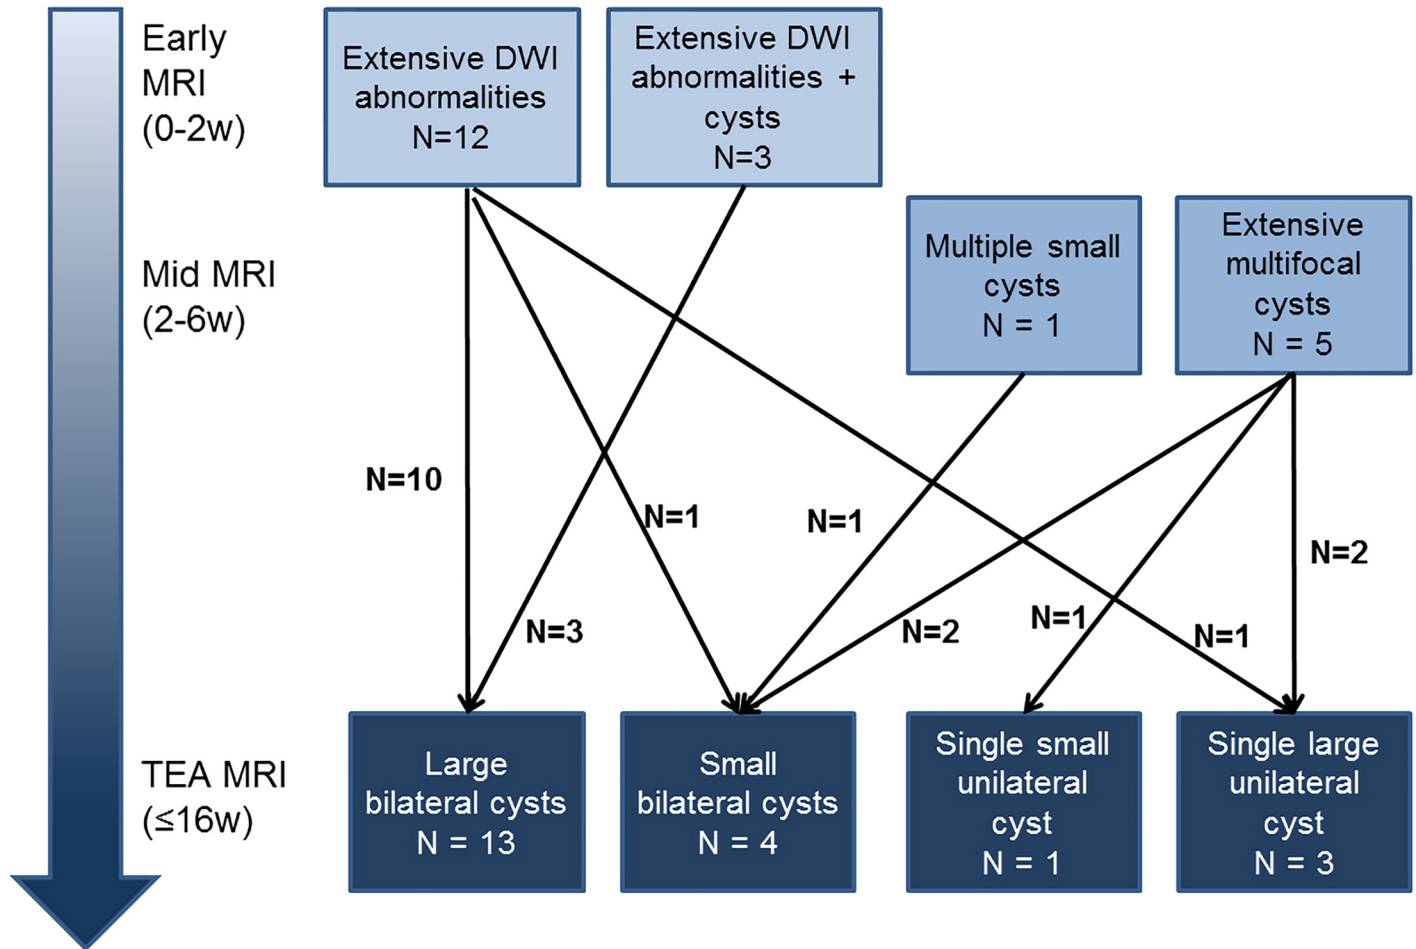 Early
MRI
(0-2w)
Extensive DWI
abnormalities
N=12
Extensive DWI
abnormalities +
cysts
N=3
Mid MRI
(2-6w)
Multiple small
cysts
N = 1
Extensive
multifocal
cysts
N = 5
N=10
N=1
N=1
N=2
N=3
N=2
N=1
N=1
TEA MRI
(≤16w)
Large
bilateral cysts
N = 13
Small
bilateral cysts
N = 4
Single small
unilateral
cyst
N = 1
Single large
unilateral
cyst
N = 3